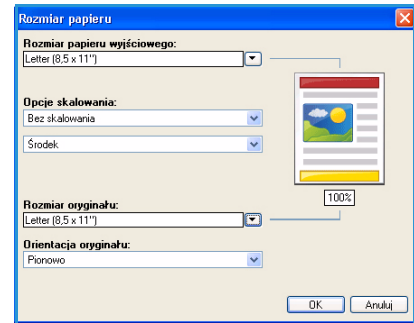 Rozmiar papieru
Rozmiar papieru wyjściowego:
Letter (8,5 x 11")
Opcje skalowania:
Bez skalowania
Środek
100%
Rozmiar oryginału:
Letter (8,5 x 11")
Orientacja oryginału:
Pionowo
OK
Anuluj